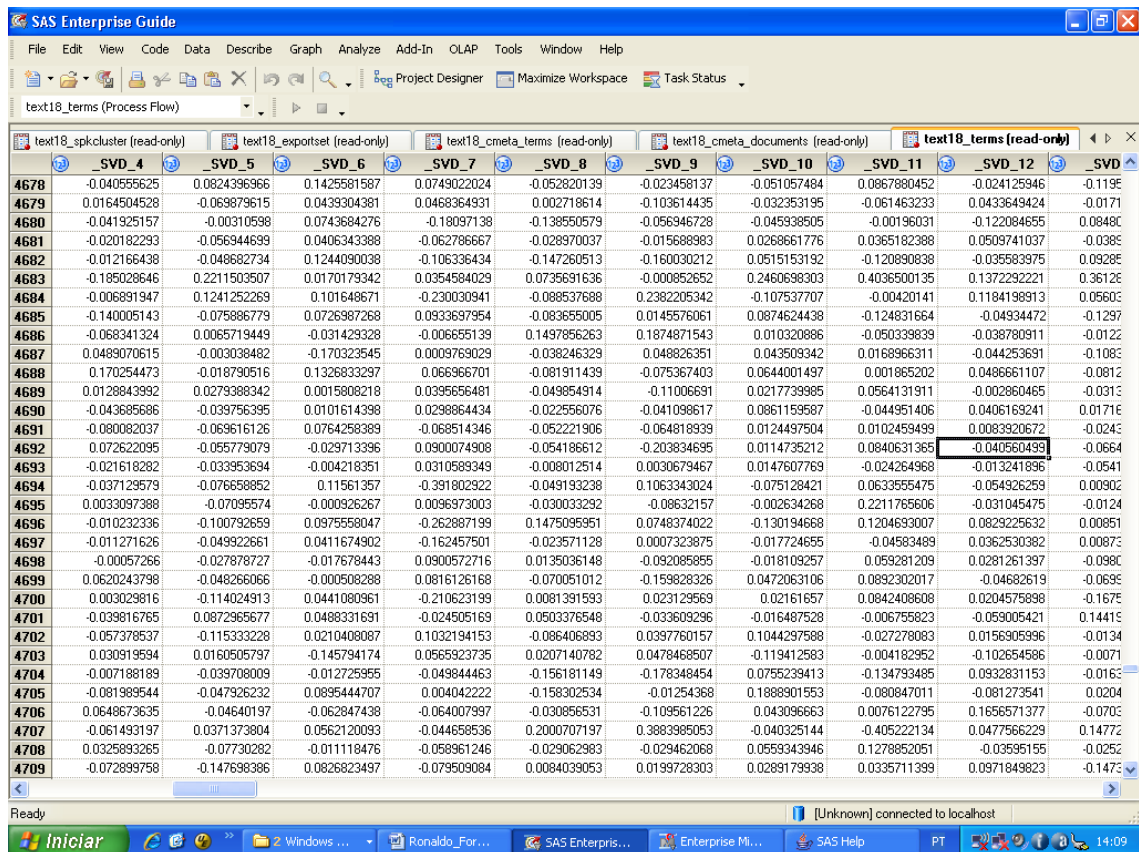 SAS Enterprise Guide
File Edit View Code Data Describe Graph Analyze Add-In OLAP Tools Window Help
Project Designer Maximize Workspace Task Status
text18_terms (Process Flow)
text18_spkcluster (read-only) text18_exportset (read-only) text18_cmeta_terms (read-only) text18_cmeta_documents (read-only) text18_terms (read-only)
_SVD_4 _SVD_5 _SVD_6 _SVD_7 _SVD_8 _SVD_9 _SVD_10 _SVD_11 _SVD_12 _SVD
4678 -0.040555625 0.0824396966 0.1425581587 0.0749022024 -0.052820139 -0.023458137 -0.051057484 0.0867880452 -0.024125946 -0.1195
4679 0.0164504528 -0.069879615 0.0439304381 0.0468364931 0.002718614 -0.103614435 -0.032353195 -0.061463233 0.0433649424 -0.0171
4680 -0.041925157 -0.00310598 0.0743684276 -0.18097138 -0.138550579 -0.056946728 -0.045938505 -0.00196031 -0.122084655 0.08480
4681 -0.020182293 -0.056944699 0.0406343388 -0.062786667 -0.028970037 -0.015688983 0.0268661776 0.0365182388 0.0509741037 -0.0389
4682 -0.012166438 -0.048682734 0.1244090038 -0.106336434 -0.147260513 -0.160030212 0.0515153192 -0.120890838 -0.035583975 0.09285
4683 -0.185028646 0.2211503507 0.0170179342 0.0354584029 0.0735691636 -0.000852652 0.2460698303 0.4036500135 0.1372292221 0.36128
4684 -0.006891947 0.1241252269 0.101648671 -0.230030941 -0.088537688 0.2382205342 -0.107537707 -0.00420141 0.1184198913 0.05603
4685 -0.140005143 -0.075886779 0.0726987268 0.0933697954 -0.083655005 0.0145576061 0.0874624438 -0.124831664 -0.04934472 -0.1297
4686 -0.068341324 0.0065719449 -0.031429328 -0.006655139 0.1497856263 0.1874871543 0.010320886 -0.050339839 -0.038780911 -0.0122
4687 0.0489070615 -0.003038482 -0.170323545 0.0009769029 -0.038246329 0.048826351 0.043509342 0.0168966311 -0.044253691 -0.1083
4688 0.170254473 -0.018790516 0.1326833297 0.066966701 -0.081911439 -0.075367403 0.0644001497 0.001865202 0.0486661107 -0.0812
4689 0.0128843992 0.0279388342 0.0015808218 0.0395656481 -0.049854914 -0.11006691 0.0217739985 0.0564131911 -0.002860465 -0.0313
4690 -0.043685686 -0.039756395 0.0101614398 0.0298864434 -0.022556076 -0.041098617 0.0861159587 -0.044951406 0.0406169241 0.01716
4691 -0.080082037 -0.069616126 0.0764258389 -0.068514346 -0.052221906 -0.064818939 0.0124497504 0.0102459499 0.0083920672 -0.0243
4692 0.072622095 -0.055779079 -0.029713396 0.0900074908 -0.054186612 -0.203834695 0.0114735212 0.0840631365 -0.040560499 -0.0664
4693 -0.021618282 -0.033953694 -0.004218351 0.0310589349 -0.008012514 0.0030679467 0.0147607769 -0.024264968 -0.013241896 -0.0541
4694 -0.037129579 -0.076658852 0.11561357 -0.391802922 -0.049193238 0.1063343024 -0.075128421 0.0633555475 -0.054926259 0.00902
4695 0.0033097388 -0.07095574 -0.000926267 0.0096973003 -0.030033292 -0.08632157 -0.002634268 0.2211765606 -0.031045475 -0.0124
4696 -0.010232336 -0.100792659 0.0975558047 -0.262887199 0.1475095951 0.0748374022 -0.130194668 0.1204693007 0.0829225632 0.00851
4697 -0.011271626 -0.049922661 0.0411674902 -0.162457501 -0.023571128 0.0007323875 -0.017724655 -0.04583489 0.0362530382 0.00873
4698 -0.00057266 -0.027878727 -0.017678443 0.0900572716 0.0135036148 -0.092085855 -0.018109257 0.059281209 0.0281261397 -0.0980
4699 0.0620243798 -0.048266066 -0.000508288 0.0816126168 -0.070051012 -0.159828326 0.0472063106 0.0892302017 -0.04682619 -0.0699
4700 0.003029816 -0.114024913 0.0441080961 -0.210623199 0.0081391593 0.023129569 0.02161657 0.0842408608 0.0204575898 -0.1675
4701 -0.039816765 0.0872965677 0.0488331691 -0.024505169 0.0503376548 -0.033609296 -0.016487528 -0.006755823 -0.059005421 0.14419
4702 -0.057378537 -0.115333228 0.0210408087 0.1032194153 -0.086406893 0.0397760157 0.1044297588 -0.027278083 0.0156905996 -0.0134
4703 0.030919594 0.0160505797 -0.145794174 0.0565923735 0.0207140782 0.0478468507 -0.119412583 -0.004182952 -0.102654586 -0.0071
4704 -0.007188189 -0.039708009 -0.012725955 -0.049844463 -0.156181149 -0.178348454 0.0755239413 -0.134793485 0.0932831153 -0.0163
4705 -0.081989544 -0.047926232 0.0895444707 0.004042222 -0.158302534 -0.01254368 0.1888901553 -0.080847011 -0.081273541 0.0204
4706 0.0648673635 -0.04640197 -0.062847438 -0.064007997 -0.030856531 -0.109561226 0.043096663 0.0076122795 0.1656571377 -0.0703
4707 -0.061493197 0.0371373804 0.0562120093 -0.044658536 0.2000707197 0.3883985053 -0.040325144 -0.405222134 0.0477566229 0.14772
4708 0.0325893265 -0.07730282 -0.011118476 -0.058961246 -0.029062983 -0.029462068 0.0559343946 0.1278852051 -0.03595155 -0.0252
4709 -0.072899758 -0.147698386 0.0826823497 -0.079509084 0.0084039053 0.0199728303 0.0289179938 0.0335711399 0.0971849823 -0.1473
Ready [Unknown] connected to localhost
Iniciar 2 Windows ... Ronaldo_For... SAS Enterpris... Enterprise Mi... SAS Help PT 14:09